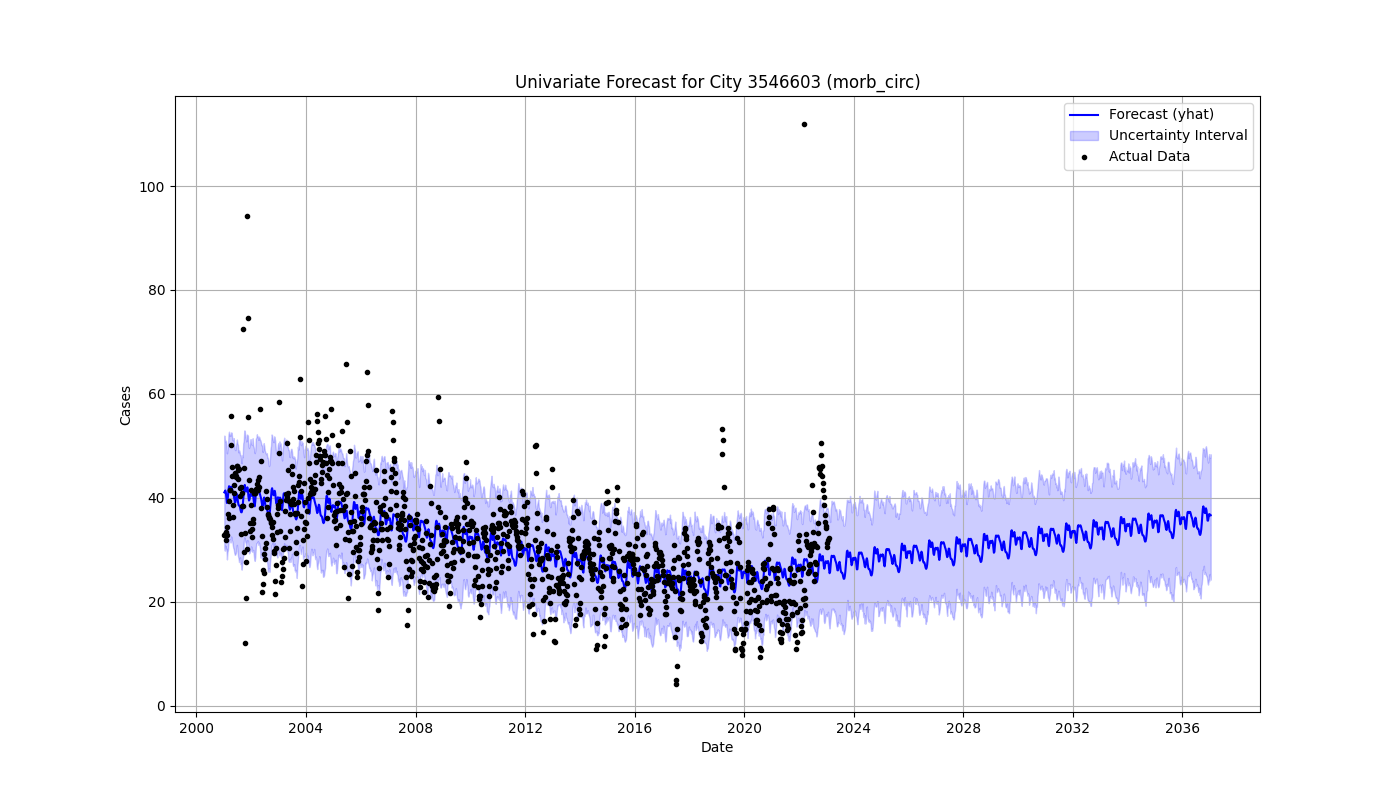 Univariate Forecast for City 3546603 (morb_circ)
Forecast (yhat)
Uncertainty Interval
Actual Data
100
80
60
40
20
0
Cases
2000 2004 2008 2012 2016 2020 2024 2028 2032 2036
Date